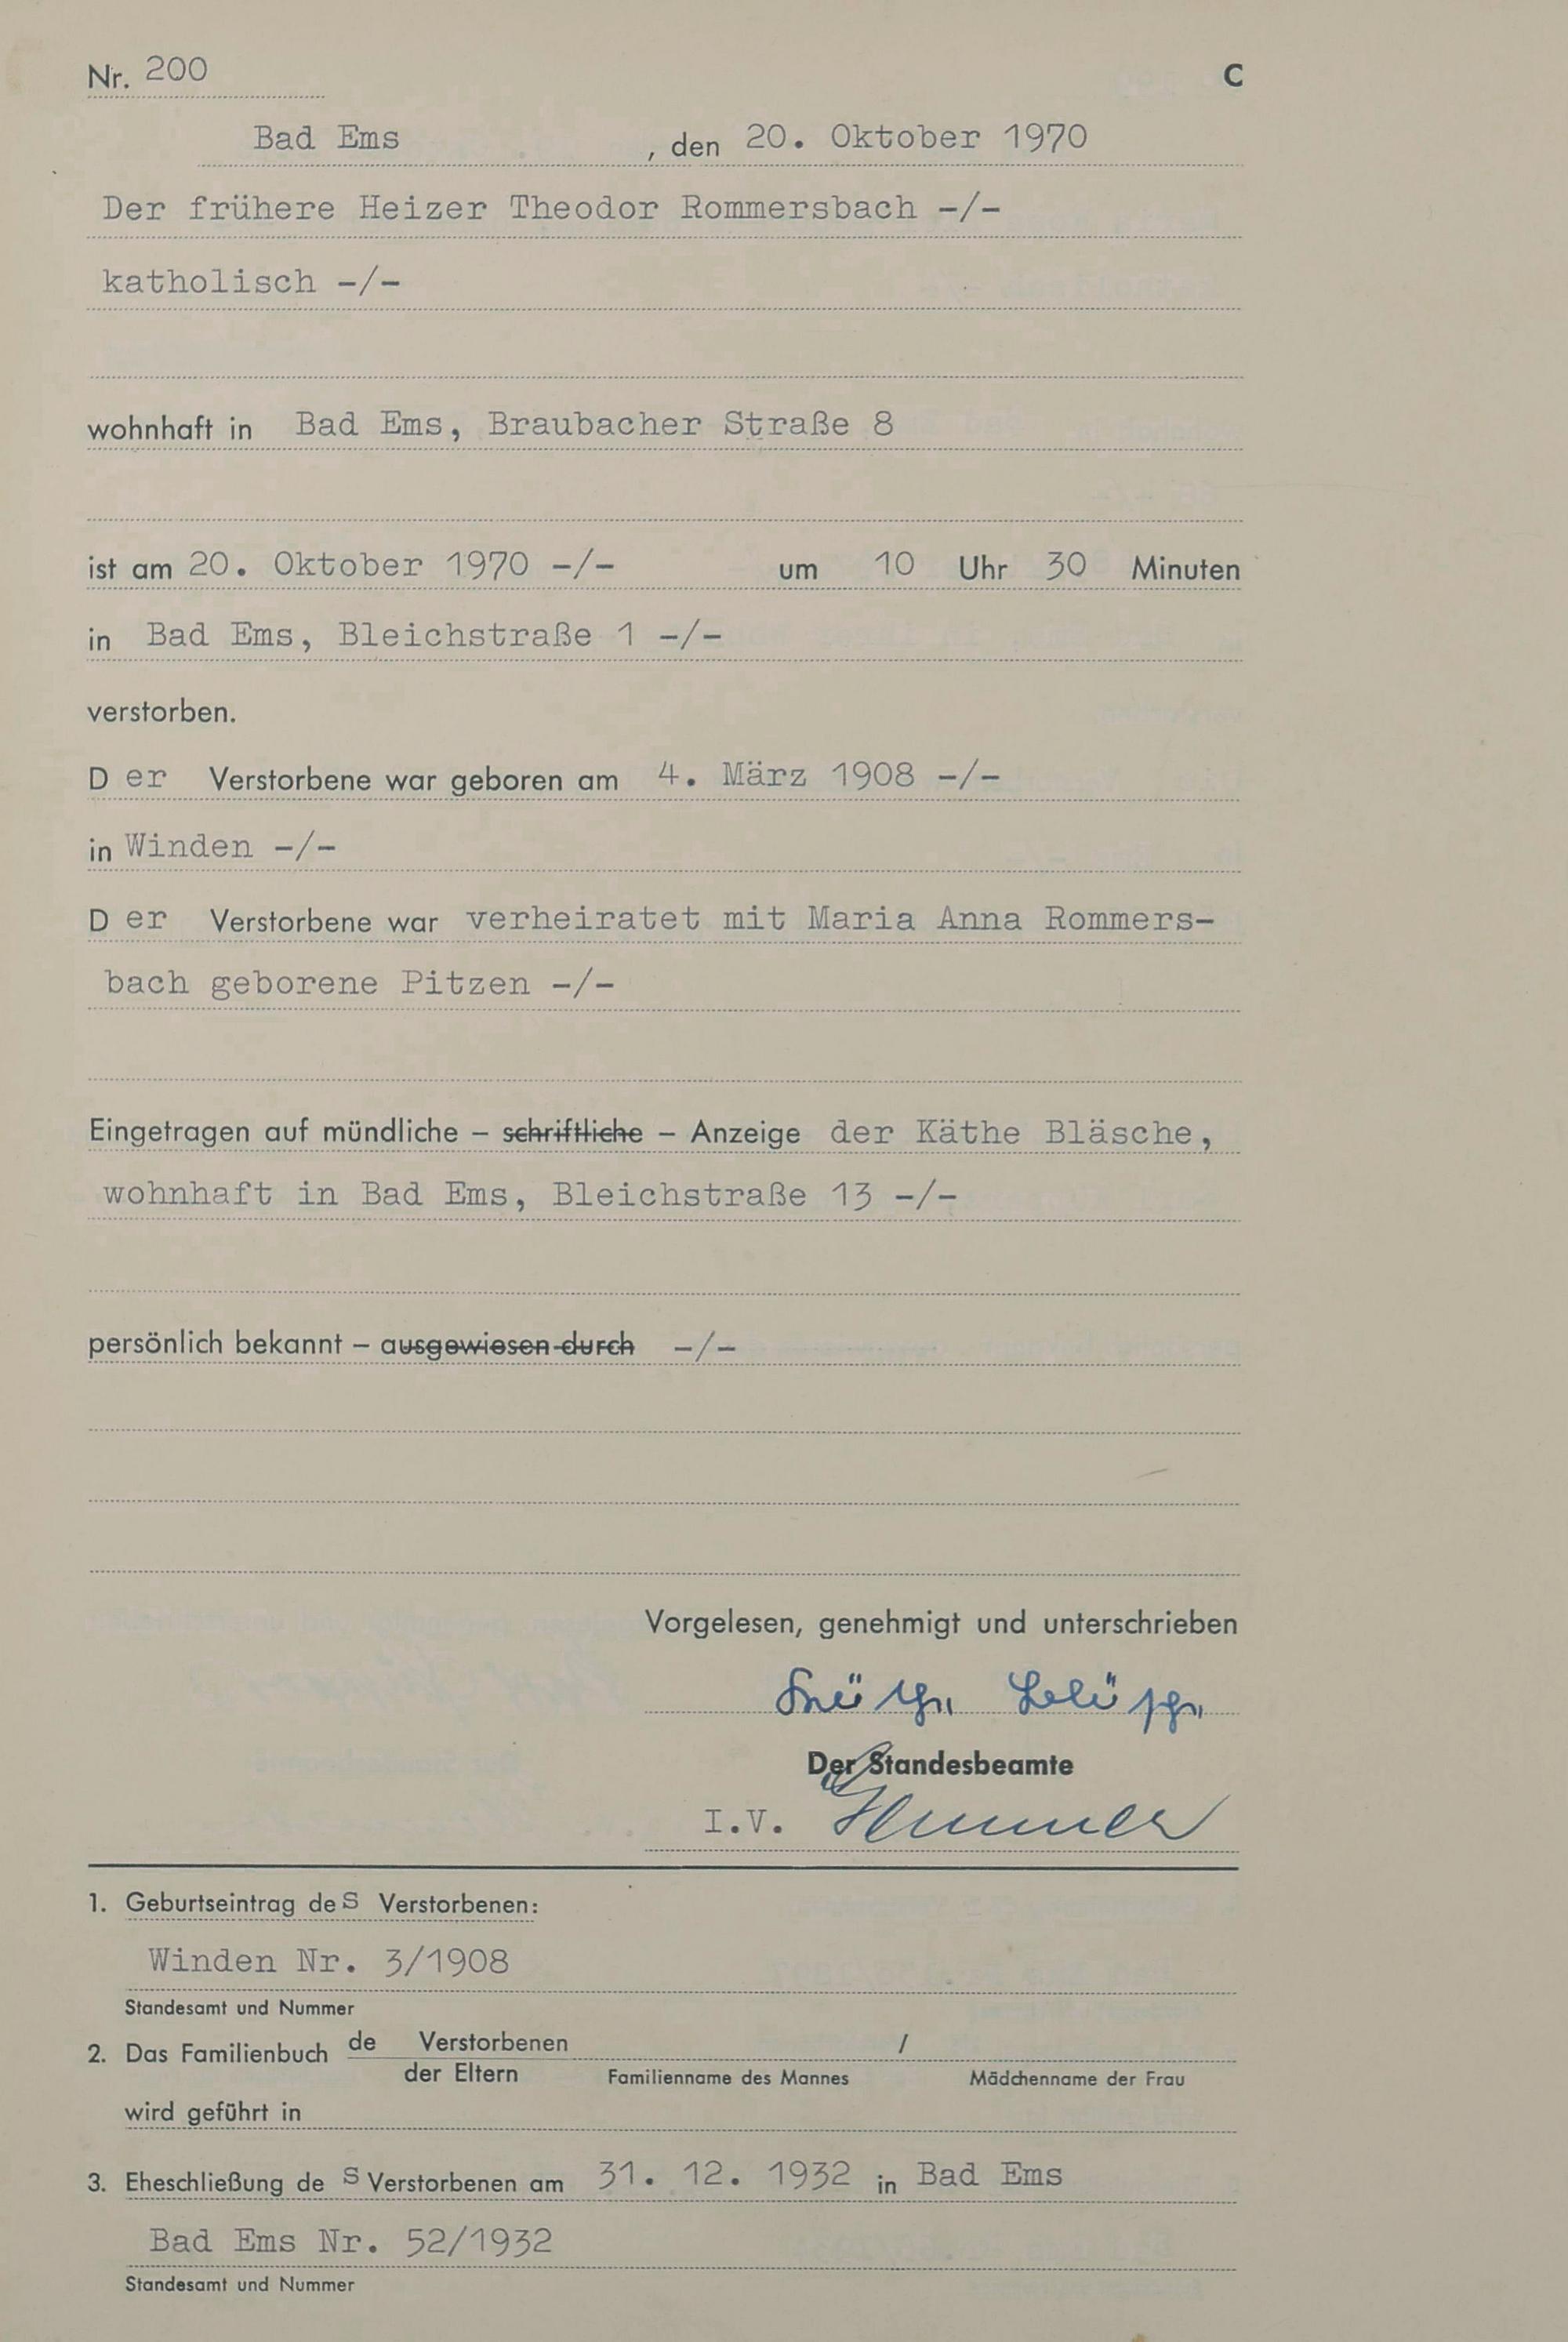 Nr. 200 C
Bad Ems , den 20. Oktober 1970
Der frühere Heizer Theodor Rommersbach -/-
katholisch -/-
wohnhaft in Bad Ems, Braubacher Straße 8
ist am 20. Oktober 1970 -/- um 10 Uhr 30 Minuten
in Bad Ems, Bleichstraße 1 -/-
verstorben.
D er Verstorbene war geboren am 4. März 1908 -/-
in Winden -/-
D er Verstorbene war verheiratet mit Maria Anna Rommers-
bach geborene Pitzen -/-
Eingetragen auf mündliche – schriftliche – Anzeige der Käthe Bläsche,
wohnhaft in Bad Ems, Bleichstraße 13 -/-
persönlich bekannt – ausgewiesen durch -/-
Vorgelesen, genehmigt und unterschrieben
Käthe Bläsche
Der Standesbeamte
I.V.
1. Geburtseintrag des Verstorbenen:
Winden Nr. 3/1908
Standesamt und Nummer
2. Das Familienbuch de Verstorbenen /
der Eltern Familienname des Mannes Mädchenname der Frau
wird geführt in
3. Eheschließung de s Verstorbenen am 31. 12. 1932 in Bad Ems
Bad Ems Nr. 52/1932
Standesamt und Nummer